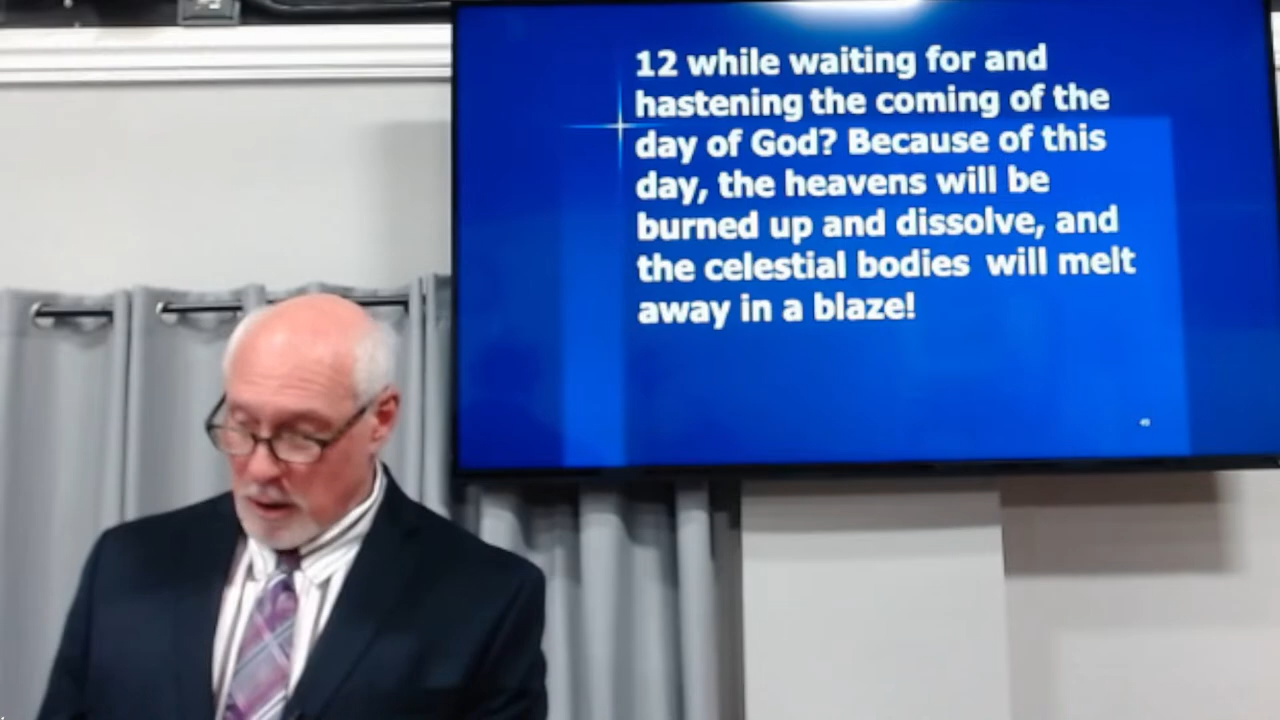 12 while waiting for and
hastening the coming of the
day of God? Because of this
day, the heavens will be
burned up and dissolve, and
the celestial bodies will melt
away in a blaze!